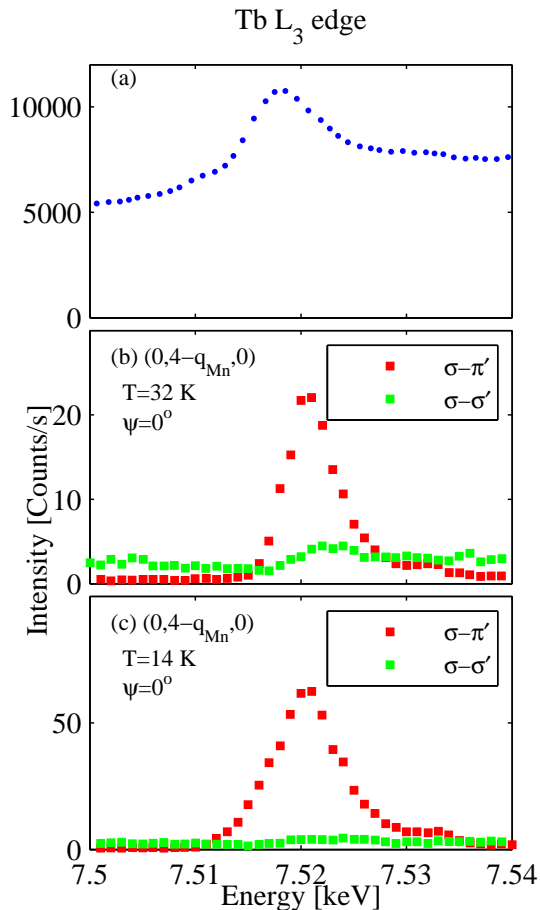 Tb L3 edge
(a)
10000
5000
0
Intensity [Counts/s]
(b) (0,4−qMn,0)
T=32 K
ψ=0°
σ−π′
σ−σ′
20
10
0
(c) (0,4−qMn,0)
T=14 K
ψ=0°
σ−π′
σ−σ′
50
0
7.5 7.51 7.52 7.53 7.54
Energy [keV]